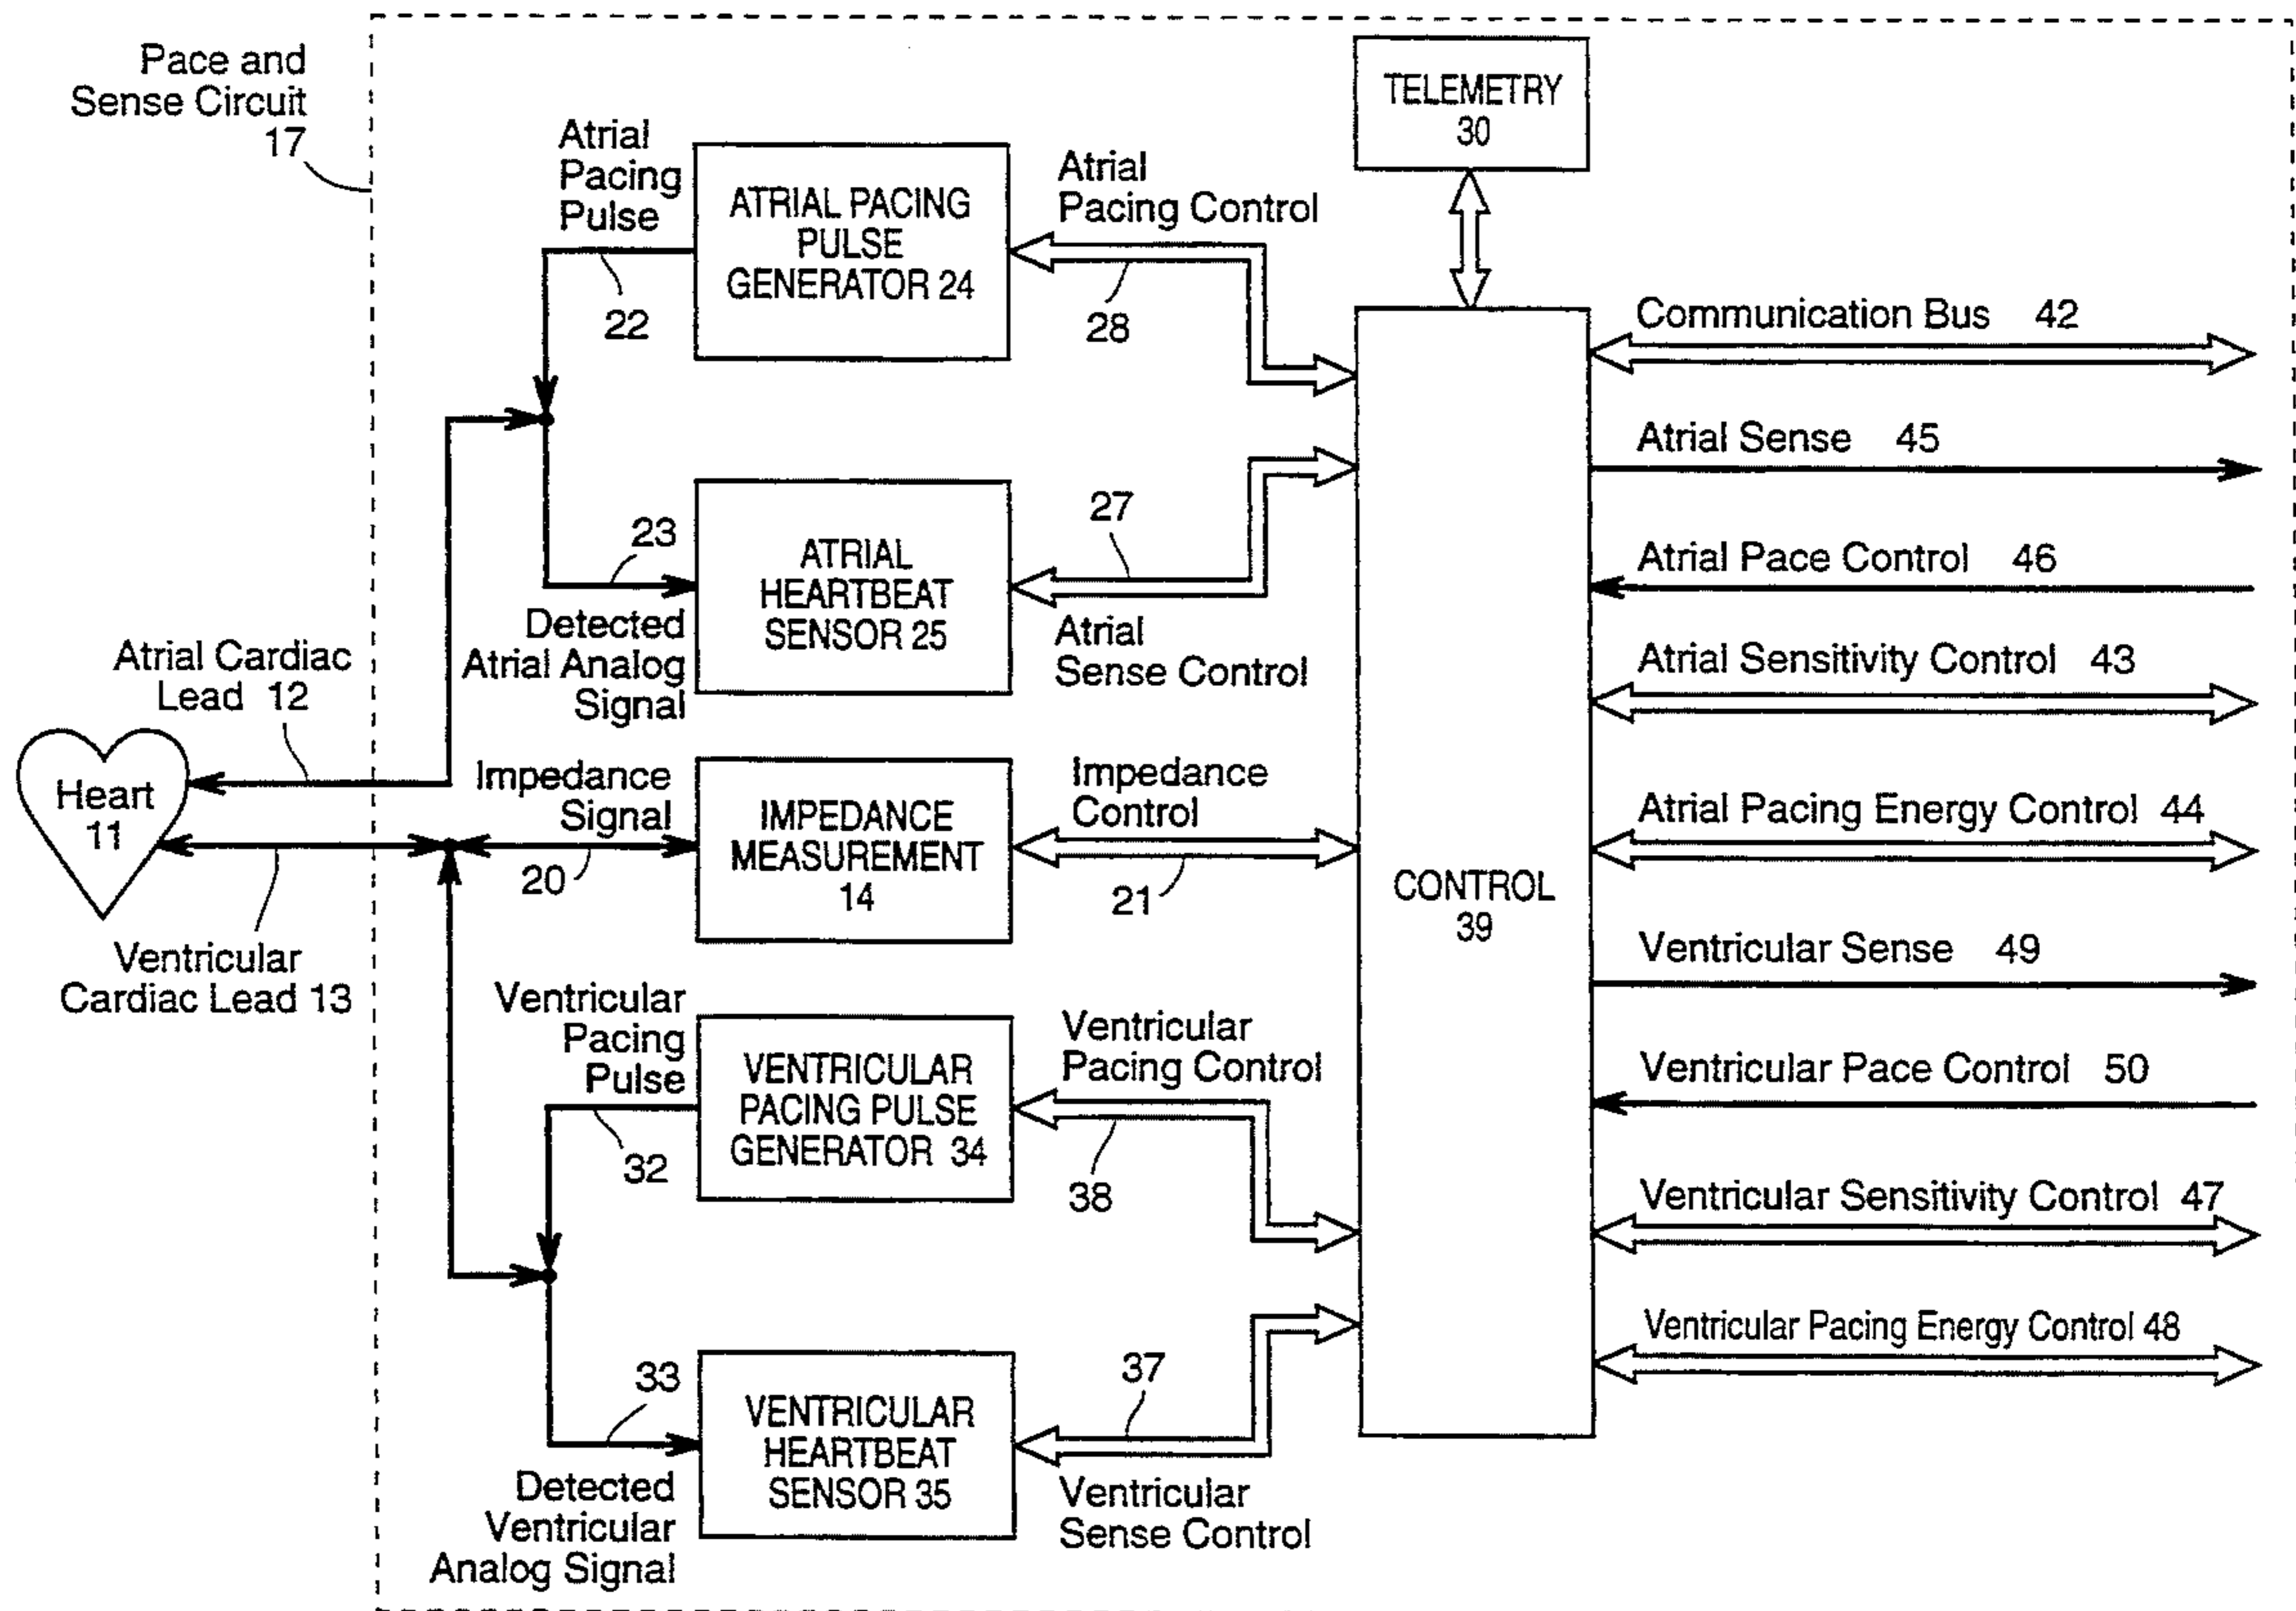 Pace and
Sense Circuit
17
TELEMETRY
30
Atrial
Pacing
Pulse
22
ATRIAL PACING
PULSE
GENERATOR 24
Atrial
Pacing Control
28
23
Detected
Atrial Analog
Signal
ATRIAL
HEARTBEAT
SENSOR 25
27
Atrial
Sense Control
Atrial Cardiac
Lead 12
Heart
11
Ventricular
Cardiac Lead 13
Impedance
Signal
20
IMPEDANCE
MEASUREMENT
14
Impedance
Control
21
Ventricular
Pacing
Pulse
32
VENTRICULAR
PACING PULSE
GENERATOR 34
Ventricular
Pacing Control
38
33
Detected
Ventricular
Analog Signal
VENTRICULAR
HEARTBEAT
SENSOR 35
37
Ventricular
Sense Control
CONTROL
39
Communication Bus 42
Atrial Sense 45
Atrial Pace Control 46
Atrial Sensitivity Control 43
Atrial Pacing Energy Control 44
Ventricular Sense 49
Ventricular Pace Control 50
Ventricular Sensitivity Control 47
Ventricular Pacing Energy Control 48